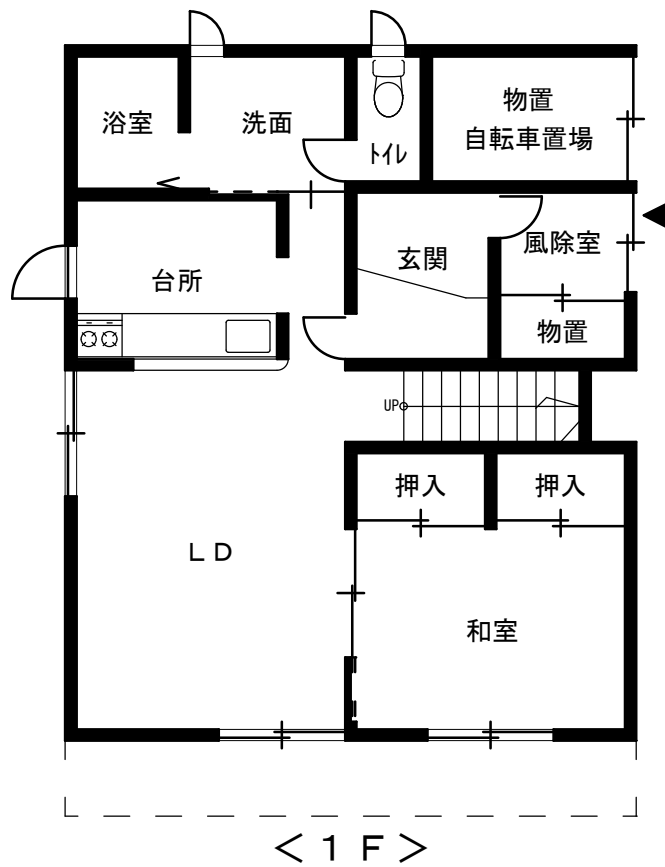 浴室
洗面
トイレ
物置
自転車置場
台所
玄関
風除室
物置
UP
押入
押入
LD
和室
<1F>